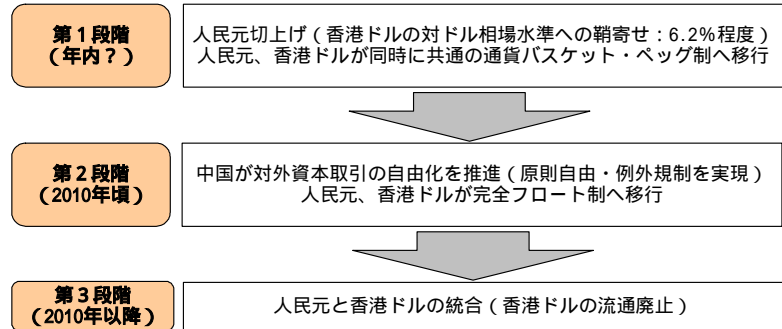 第１段階
（年内？）
人民元切上げ（香港ドルの対ドル相場水準への鞘寄せ：6.2％程度）
人民元、香港ドルが同時に共通の通貨バスケット・ペッグ制へ移行
第２段階
（2010年頃）
中国が対外資本取引の自由化を推進（原則自由・例外規制を実現）
人民元、香港ドルが完全フロート制へ移行
第３段階
（2010年以降）
人民元と香港ドルの統合（香港ドルの流通廃止）